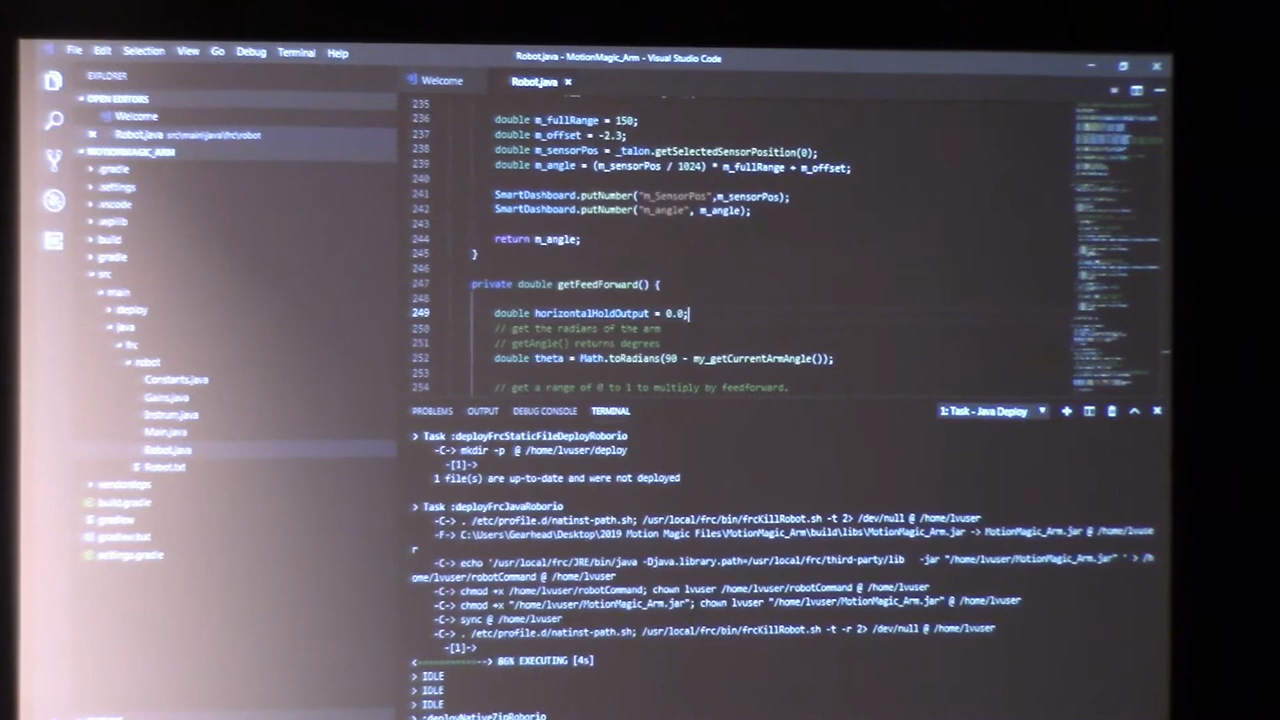 File Edit Selection View Go Debug Terminal Help
Robot.java - MotionMagic_Arm - Visual Studio Code
EXPLORER
OPEN EDITORS
Welcome
Robot.java src\main\java\frc\robot
MOTIONMAGIC_ARM
.gradle
.settings
.vscode
.wpilib
build
gradle
src
main
deploy
java
frc
robot
Constants.java
Gains.java
Instrum.java
Main.java
Robot.java
Robot.txt
vendordeps
build.gradle
gradlew
gradlew.bat
settings.gradle
Welcome Robot.java ×
235
236 double m_fullRange = 150;
237 double m_offset = -2.3;
238 double m_sensorPos = _talon.getSelectedSensorPosition(0);
239 double m_angle = (m_sensorPos / 1024) * m_fullRange + m_offset;
240
241 SmartDashboard.putNumber("m_SensorPos",m_sensorPos);
242 SmartDashboard.putNumber("m_angle", m_angle);
243
244 return m_angle;
245 }
246
247 private double getFeedForward() {
248
249 double horizontalHoldOutput = 0.0;
250 // get the radians of the arm
251 // getAngle() returns degrees
252 double theta = Math.toRadians(90 - my_getCurrentArmAngle());
253
254 // get a range of 0 to 1 to multiply by feedforward.
PROBLEMS OUTPUT DEBUG CONSOLE TERMINAL 1: Task - Java Deploy
> Task :deployFrcStaticFileDeployRoborio
-C-> mkdir -p @ /home/lvuser/deploy
-[1]->
1 file(s) are up-to-date and were not deployed
> Task :deployFrcJavaRoborio
-C-> . /etc/profile.d/natinst-path.sh; /usr/local/frc/bin/frcKillRobot.sh -t 2> /dev/null @ /home/lvuser
-F-> C:\Users\Gearhead\Desktop\2019 Motion Magic Files\MotionMagic_Arm\build\libs\MotionMagic_Arm.jar -> MotionMagic_Arm.jar @ /home/lvuse
r
-C-> echo '/usr/local/frc/JRE/bin/java -Djava.library.path=/usr/local/frc/third-party/lib -jar "/home/lvuser/MotionMagic_Arm.jar" ' > /h
ome/lvuser/robotCommand @ /home/lvuser
-C-> chmod +x /home/lvuser/robotCommand; chown lvuser /home/lvuser/robotCommand @ /home/lvuser
-C-> chmod +x "/home/lvuser/MotionMagic_Arm.jar"; chown lvuser "/home/lvuser/MotionMagic_Arm.jar" @ /home/lvuser
-C-> sync @ /home/lvuser
-C-> . /etc/profile.d/natinst-path.sh; /usr/local/frc/bin/frcKillRobot.sh -t -r 2> /dev/null @ /home/lvuser
-[1]->
<===========--> 86% EXECUTING [4s]
> IDLE
> IDLE
> IDLE
> :deployNativeZipRoborio